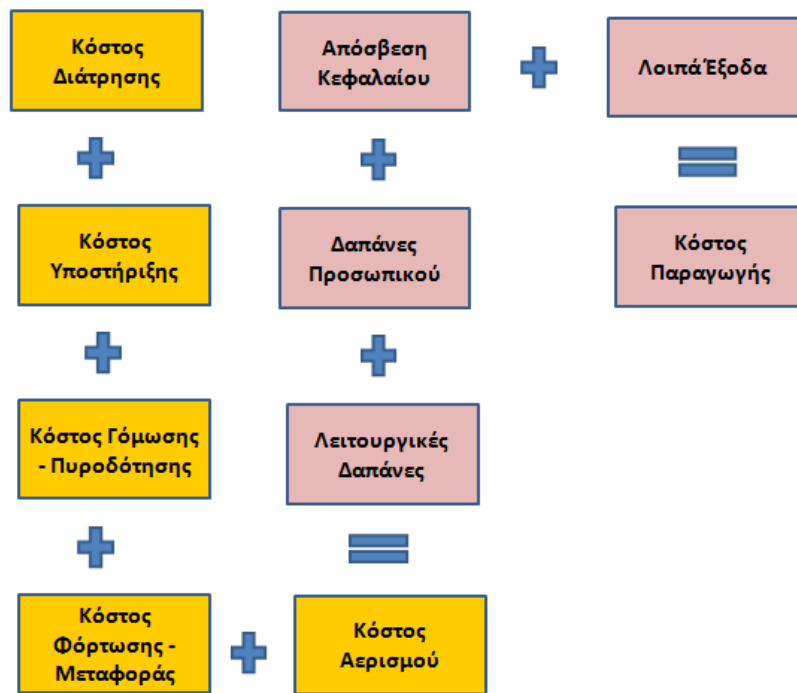 Κόστος
Διάτρησης
Απόσβεση
Κεφαλαίου
Λοιπά Έξοδα
Κόστος
Υποστήριξης
Δαπάνες
Προσωπικού
Κόστος
Παραγωγής
Κόστος Γόμωσης
- Πυροδότησης
Λειτουργικές
Δαπάνες
Κόστος
Φόρτωσης -
Μεταφοράς
Κόστος
Αερισμού